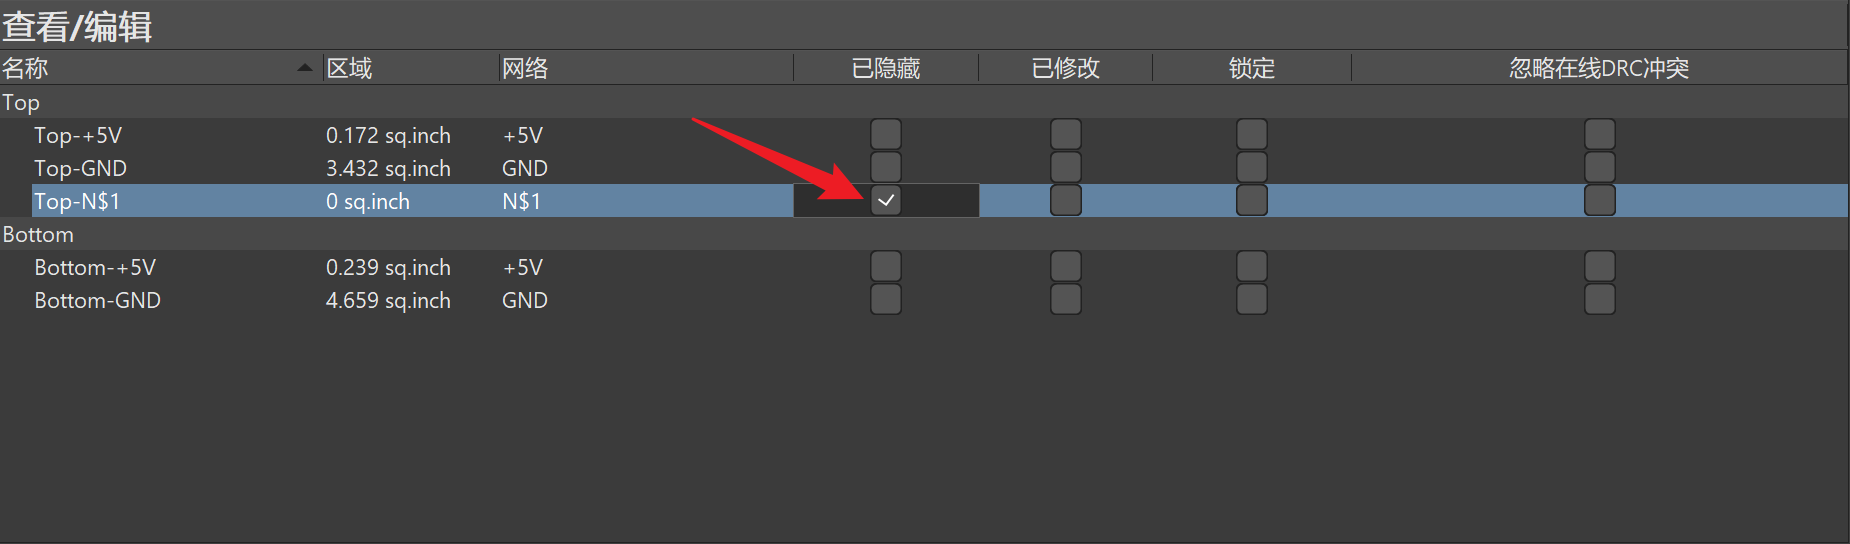 查看/编辑
名称 区域 网络 已隐藏 已修改 锁定 忽略在线DRC冲突
Top
Top-+5V 0.172 sq.inch +5V
Top-GND 3.432 sq.inch GND
Top-N$1 0 sq.inch N$1
Bottom
Bottom-+5V 0.239 sq.inch +5V
Bottom-GND 4.659 sq.inch GND